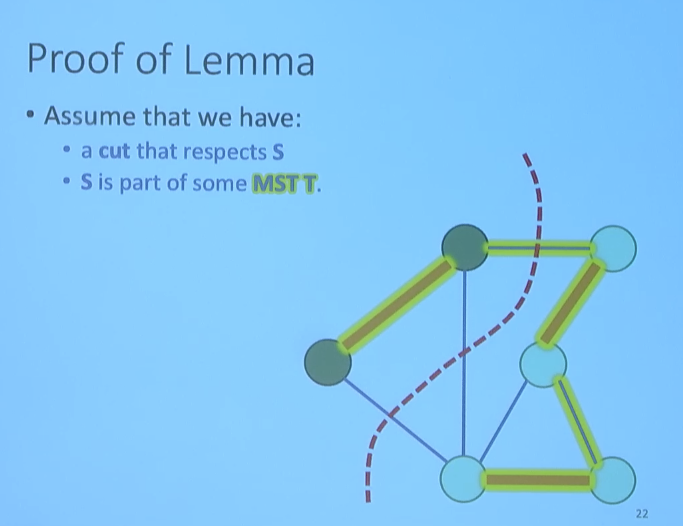 Proof of Lemma
• Assume that we have:
• a cut that respects S
• S is part of some MST T.
22